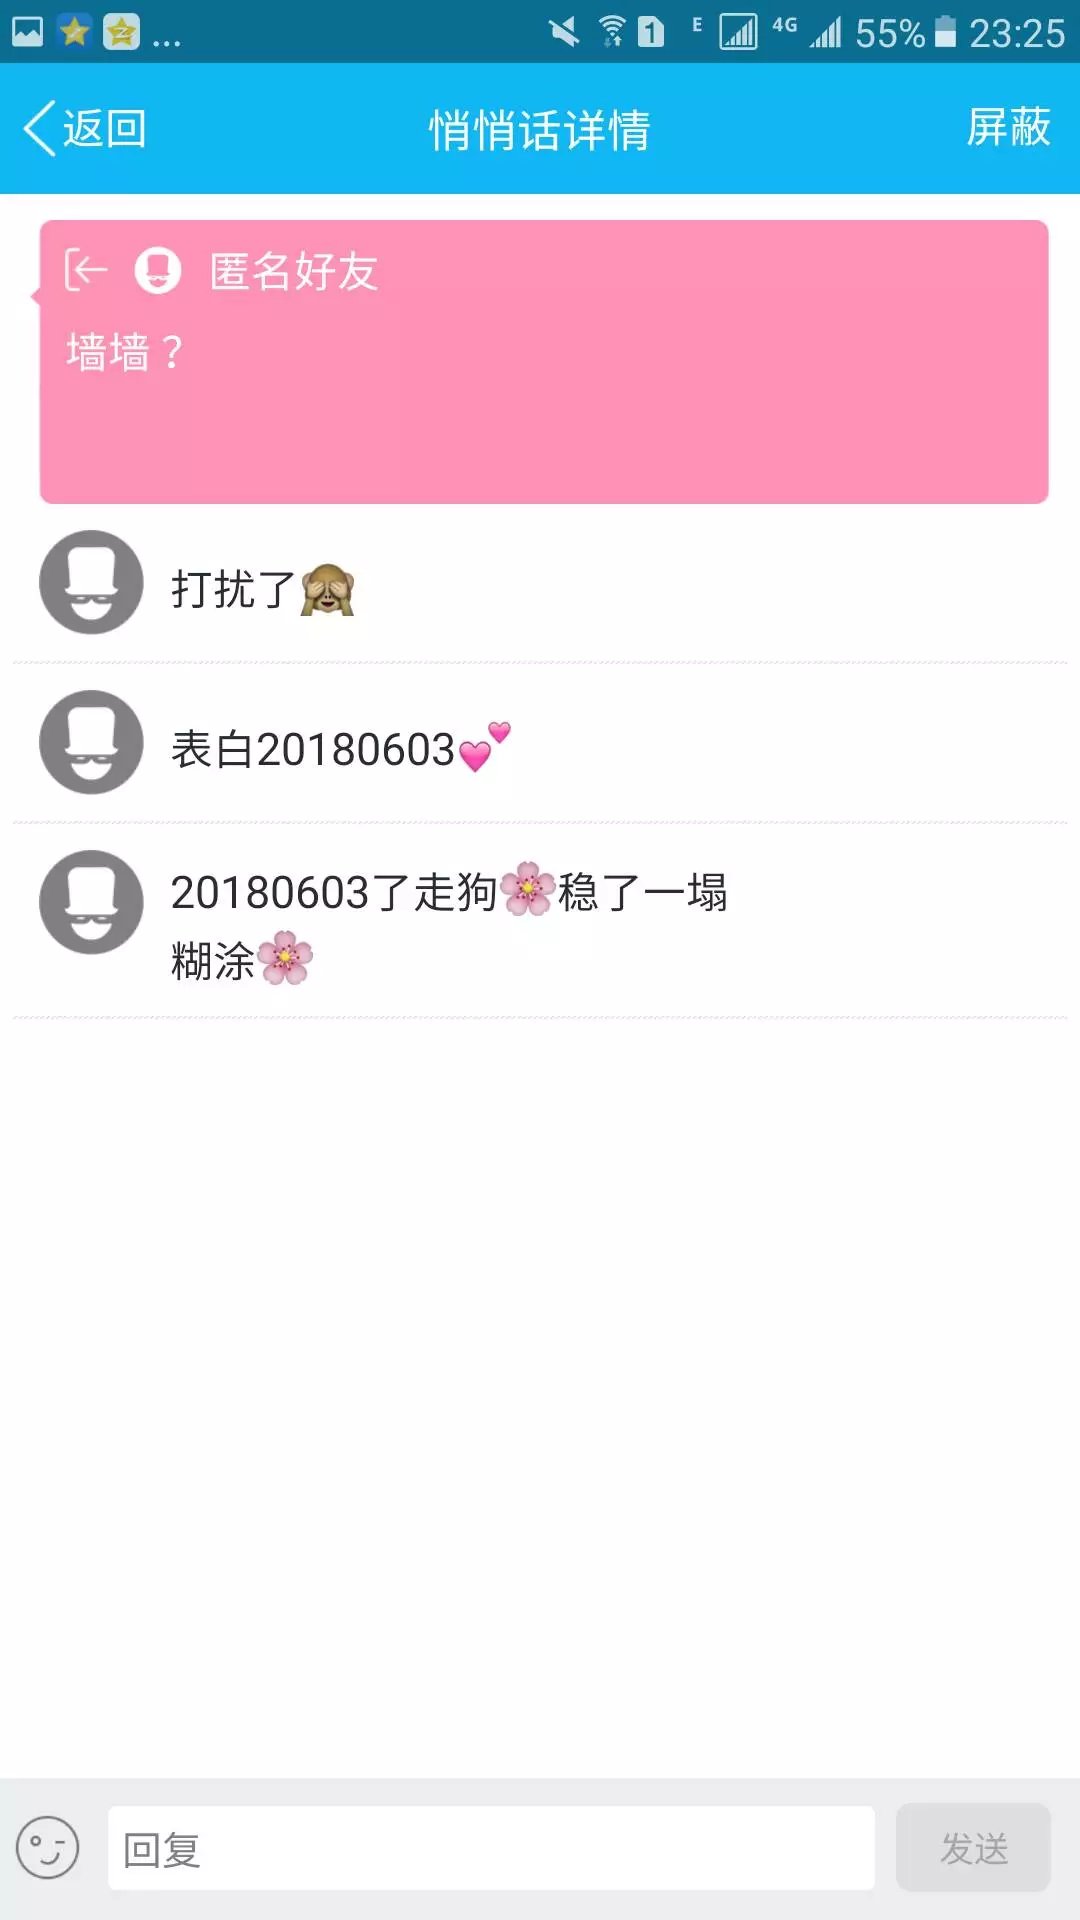 ... 1 E 4G 55% 23:25
返回 悄悄话详情 屏蔽
匿名好友
墙墙？
打扰了🙈
表白20180603💕
20180603了走狗🌸稳了一塌
糊涂🌸
回复 发送